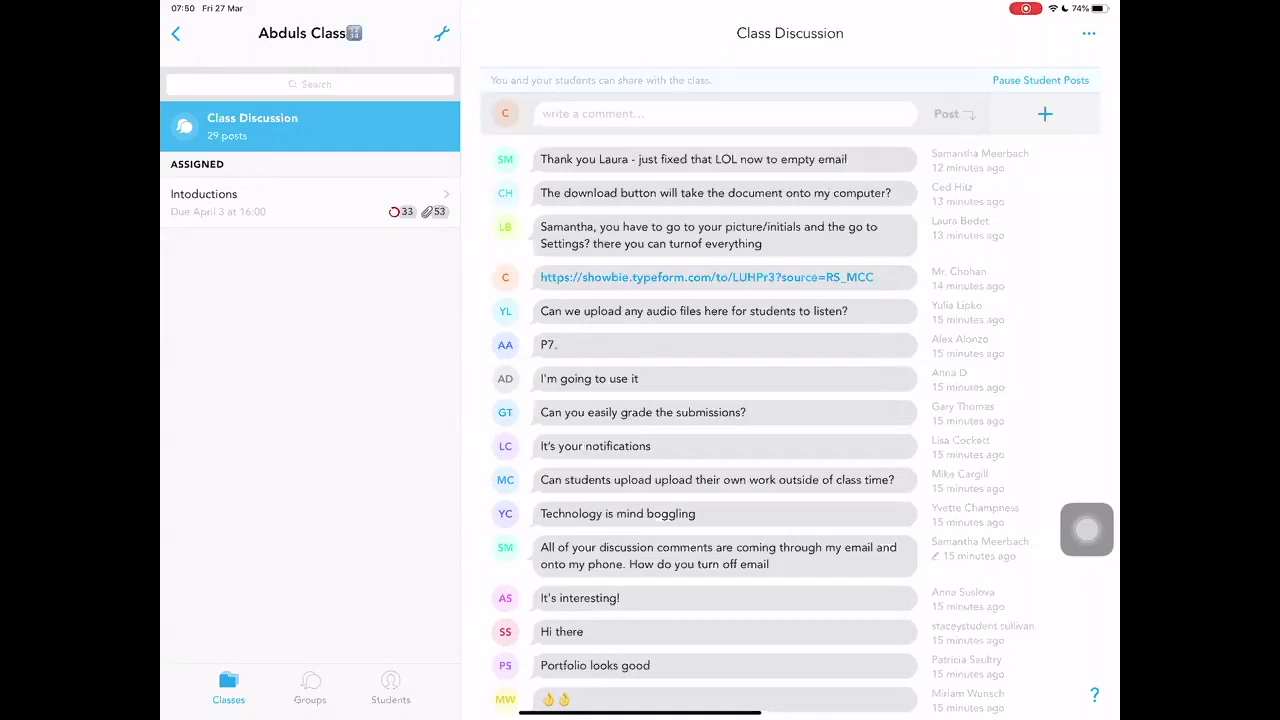 07:50 Fri 27 Mar
74%
Abduls Class🔢
Class Discussion
Search
You and your students can share with the class.
Pause Student Posts
Class Discussion
29 posts
C
write a comment...
Post
ASSIGNED
Intoductions
Due April 3 at 16:00
33
53
SM
Thank you Laura - just fixed that LOL now to empty email
Samantha Meerbach
12 minutes ago
CH
The download button will take the document onto my computer?
Ced Hitz
13 minutes ago
LB
Smantha, you have to go to your picture/initials and the go to
Settings? there you can turnof everything
Laura Bedet
13 minutes ago
C
https://showbie.typeform.com/to/LUHPr3?source=RS_MCC
Mr. Chohan
14 minutes ago
YL
Can we upload any audio files here for students to listen?
Yulia Lipko
15 minutes ago
AA
P7.
Alex Alonzo
15 minutes ago
AD
I'm going to use it
Anna D
15 minutes ago
GT
Can you easily grade the submissions?
Gary Thomas
15 minutes ago
LC
It's your notifications
Lisa Cockett
15 minutes ago
MC
Can students upload upload their own work outside of class time?
Mike Cargill
15 minutes ago
YC
Technology is mind boggling
Yvette Champness
15 minutes ago
SM
All of your discussion comments are coming through my email and
onto my phone. How do you turn off email
Samantha Meerbach
15 minutes ago
AS
It's interesting!
Anna Suslova
15 minutes ago
SS
Hi there
staceystudent sullivan
15 minutes ago
PS
Portfolio looks good
Patricia Saultry
15 minutes ago
MW
👌👌
Miriam Wunsch
15 minutes ago
Classes
Groups
Students
?